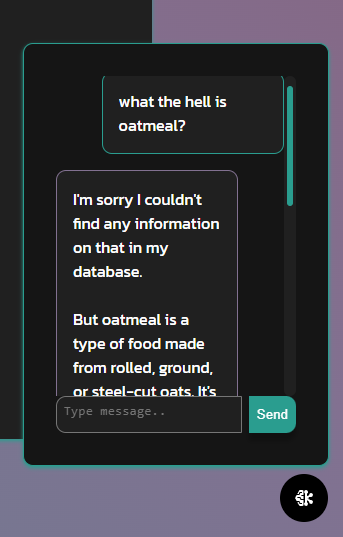 what the hell is
oatmeal?
I'm sorry I couldn't
find any information
on that in my
database.
But oatmeal is a
type of food made
from rolled, ground,
or steel-cut oats. It's
Type message..
Send